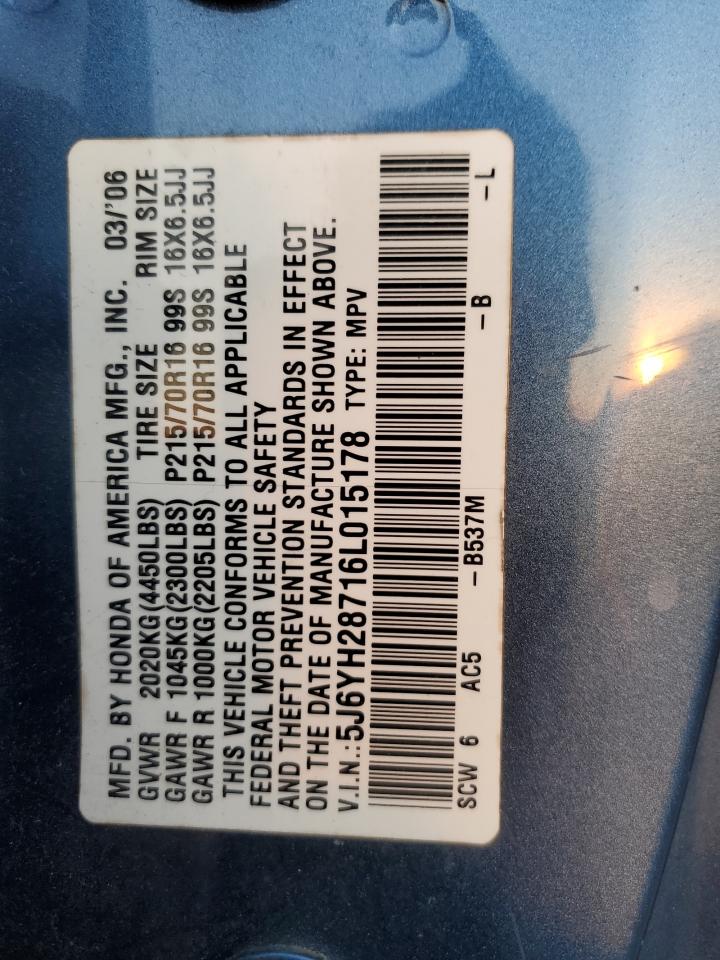 MFD. BY HONDA OF AMERICA MFG., INC. 03/'06
GVWR 2020KG(4450LBS) TIRE SIZE RIM SIZE
GAWR F 1045KG(2300LBS) P215/70R16 99S 16X6.5JJ
GAWR R 1000KG(2205LBS) P215/70R16 99S 16X6.5JJ
THIS VEHICLE CONFORMS TO ALL APPLICABLE
FEDERAL MOTOR VEHICLE SAFETY
AND THEFT PREVENTION STANDARDS IN EFFECT
ON THE DATE OF MANUFACTURE SHOWN ABOVE.
V.I.N.:5J6YH28716L015178 TYPE: MPV
SCW 6 AC5 -B537M -B -L